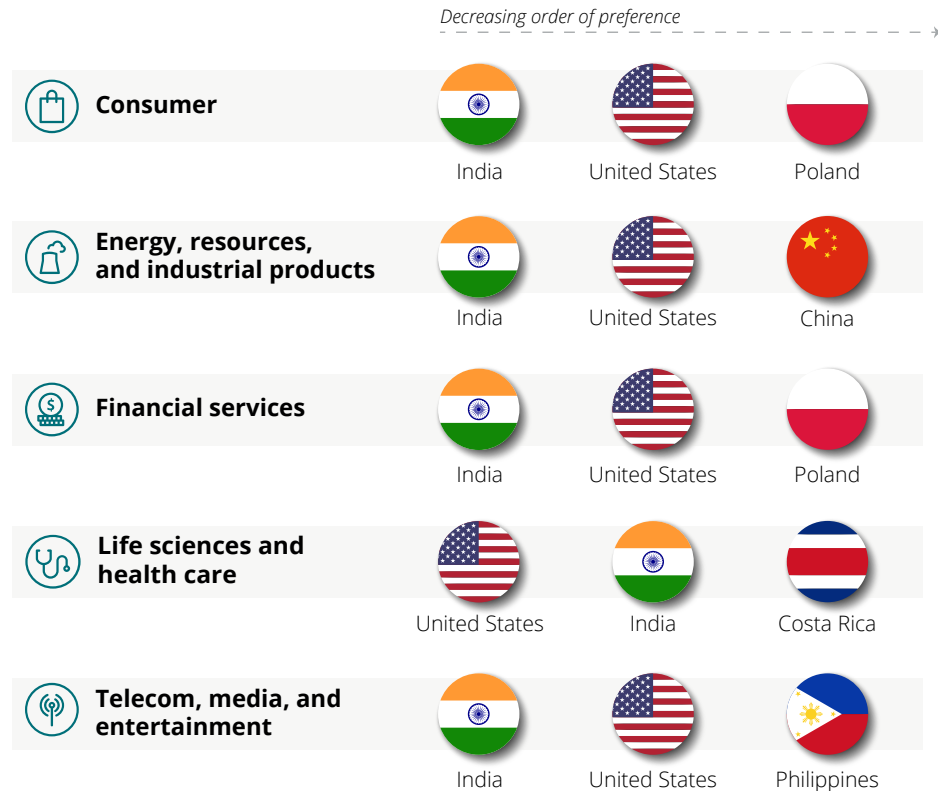 Decreasing order of preference
Consumer
India
United States
Poland
Energy, resources,
and industrial products
India
United States
China
Financial services
$
India
United States
Poland
Life sciences and
health care
United States
India
Costa Rica
Telecom, media, and
entertainment
India
United States
Philippines